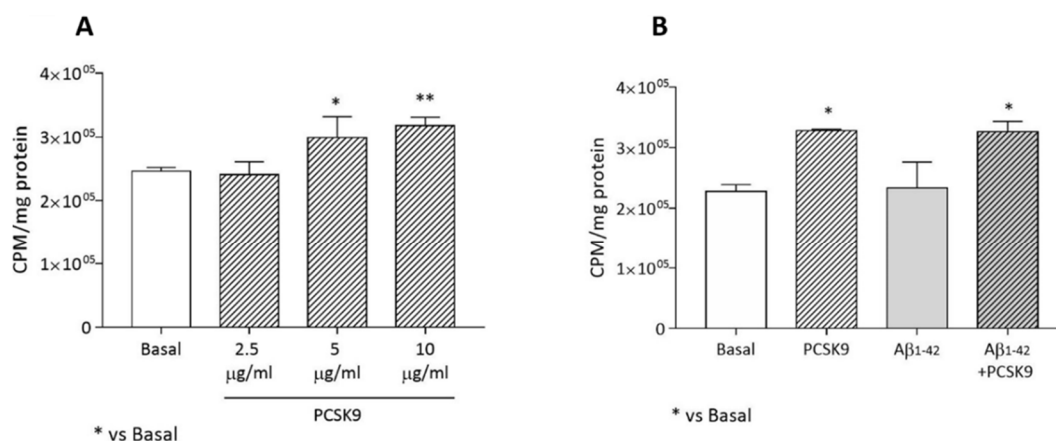 A
CPM/mg protein
4×10⁰⁵
3×10⁰⁵
2×10⁰⁵
1×10⁰⁵
0
*
**
Basal
2.5
5
10
μg/ml
μg/ml
μg/ml
PCSK9
* vs Basal
B
CPM/mg protein
4×10⁰⁵
3×10⁰⁵
2×10⁰⁵
1×10⁰⁵
0
*
*
Basal
PCSK9
Aβ1-42
Aβ1-42
+PCSK9
* vs Basal